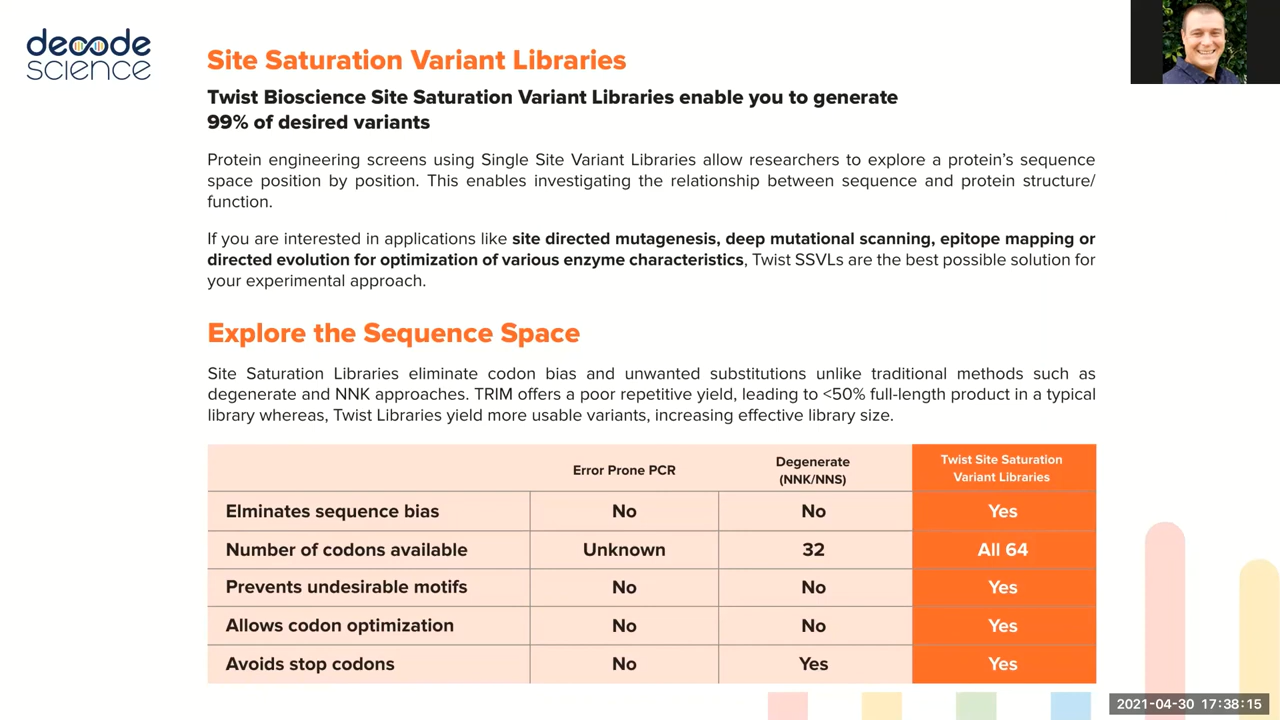 decode
science
Site Saturation Variant Libraries
Twist Bioscience Site Saturation Variant Libraries enable you to generate
99% of desired variants
Protein engineering screens using Single Site Variant Libraries allow researchers to explore a protein's sequence
space position by position. This enables investigating the relationship between sequence and protein structure/
function.
If you are interested in applications like site directed mutagenesis, deep mutational scanning, epitope mapping or
directed evolution for optimization of various enzyme characteristics, Twist SSVLs are the best possible solution for
your experimental approach.
Explore the Sequence Space
Site Saturation Libraries eliminate codon bias and unwanted substitutions unlike traditional methods such as
degenerate and NNK approaches. TRIM offers a poor repetitive yield, leading to <50% full-length product in a typical
library whereas, Twist Libraries yield more usable variants, increasing effective library size.
Error Prone PCR
Degenerate
(NNK/NNS)
Twist Site Saturation
Variant Libraries
Elminates sequence bias No No Yes
Number of codons available Unknown 32 All 64
Prevents undesirable motifs No No Yes
Allows codon optimization No No Yes
Avoids stop codons No Yes Yes
2021-04-30 17:38:15